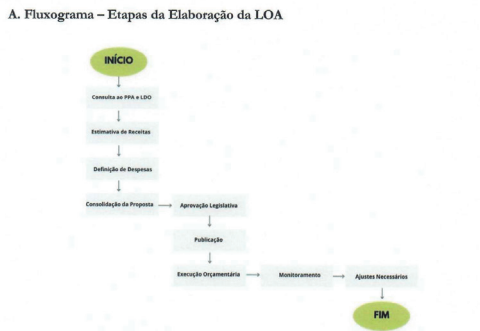 A. Fluxograma – Etapas da Elaboração da LOA
INÍCIO
Consulta ao PPA e LDO
Estimativa de Receitas
Definição de Despesas
Consolidação da Proposta
Aprovação Legislativa
Publicação
Execução Orçamentária
Monitoramento
Ajustes Necessários
FIM